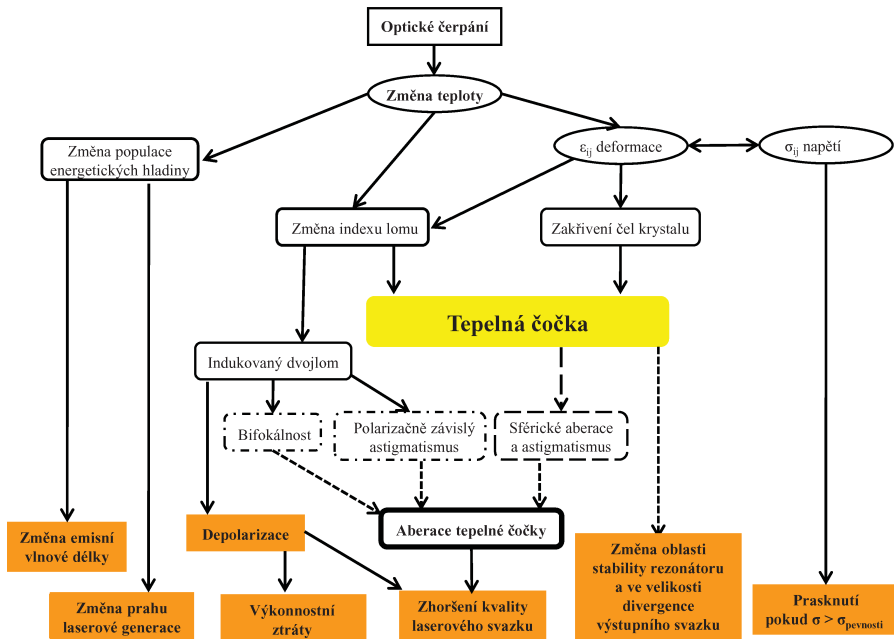 Optické čerpání
Změna teploty
Změna populace
energetických hladiny
εij deformace
σij napětí
Změna indexu lomu
Zakřivení čel krystalu
Tepelná čočka
Indukovaný dvojlom
Bifokálnost
Polarizačně závislý
astigmatismus
Sférické aberace
a astigmatismus
Změna emisní
vlnové délky
Depolarizace
Aberace tepelné čočky
Změna oblasti
stability rezonátoru
a ve velikosti
divergence
výstupního svazku
Změna prahu
laserové generace
Výkonnostní
ztráty
Zhoršení kvality
laserového svazku
Prasknutí
pokud σ > σpevnosti